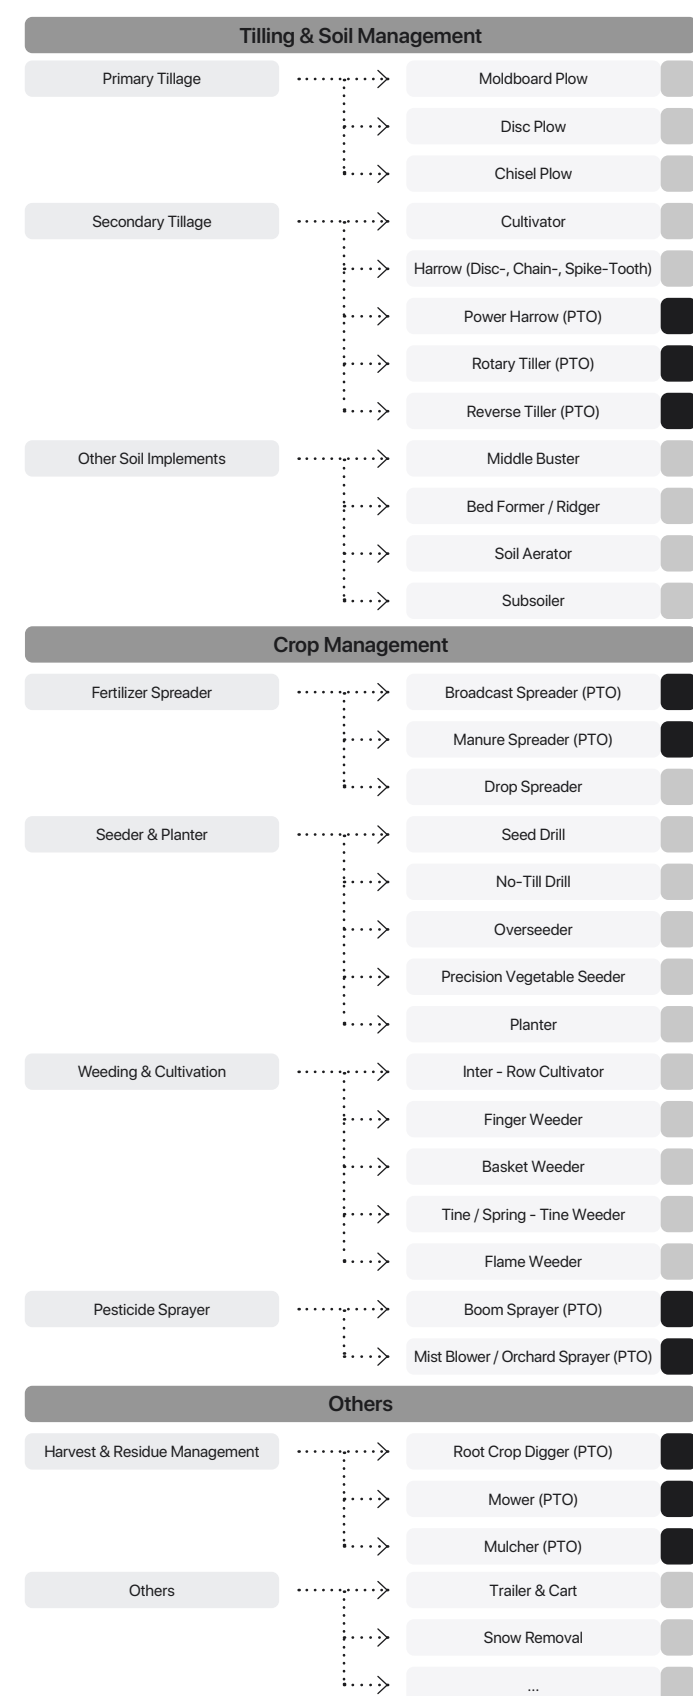 Tilling & Soil Management
Primary Tillage
Moldboard Plow
Disc Plow
Chisel Plow
Secondary Tillage
Cultivator
Harrow (Disc-, Chain-, Spike-Tooth)
Power Harrow (PTO)
Rotary Tiller (PTO)
Reverse Tiller (PTO)
Other Soil Implements
Middle Buster
Bed Former / Ridger
Soil Aerator
Subsoiler
Crop Management
Fertilizer Spreader
Broadcast Spreader (PTO)
Manure Spreader (PTO)
Drop Spreader
Seeder & Planter
Seed Drill
No-Till Drill
Overseeder
Precision Vegetable Seeder
Planter
Weeding & Cultivation
Inter - Row Cultivator
Finger Weeder
Basket Weeder
Tine / Spring - Tine Weeder
Flame Weeder
Pesticide Sprayer
Boom Sprayer (PTO)
Mist Blower / Orchard Sprayer (PTO)
Others
Harvest & Residue Management
Root Crop Digger (PTO)
Mower (PTO)
Mulcher (PTO)
Others
Trailer & Cart
Snow Removal
...